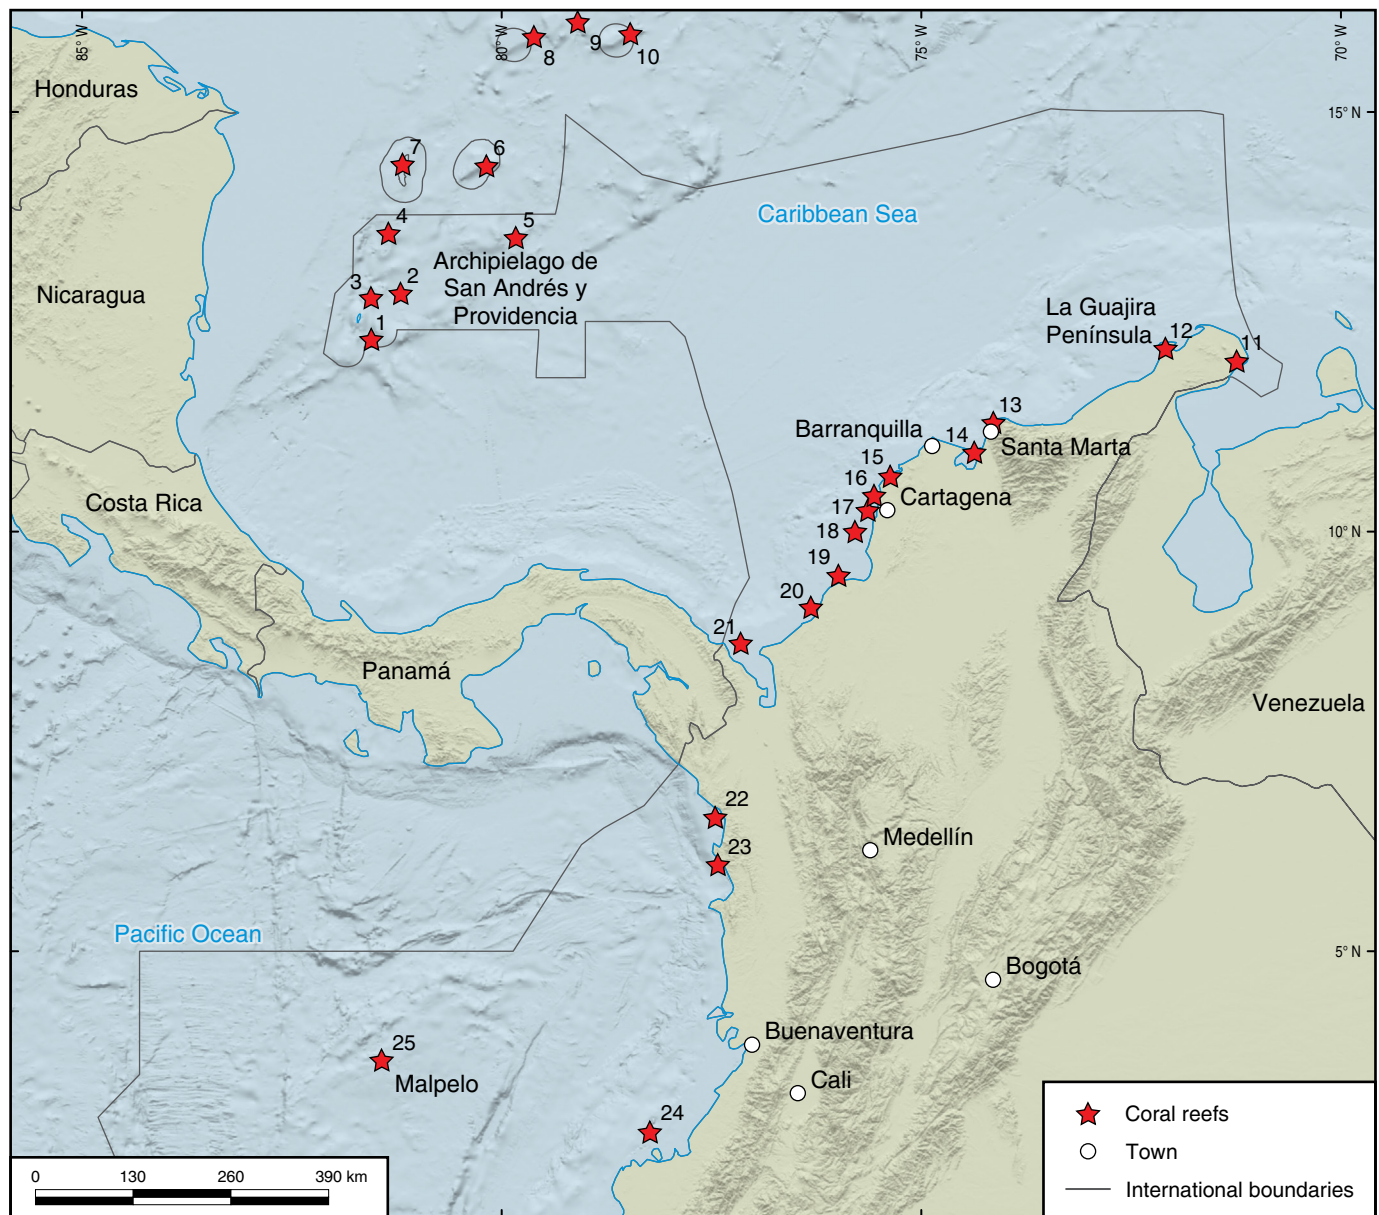 85° W
80° W
75° W
70° W
8
9
10
Honduras
15° N
7
6
Caribbean Sea
4
5
Archipielago de
San Andrés y
Providencia
3
2
1
Nicaragua
La Guajira
Península
12
11
13
Barranquilla
14
Santa Marta
15
16
Cartagena
17
18
Costa Rica
10° N
19
20
21
Panamá
Venezuela
22
Medellín
23
Pacific Ocean
5° N
Bogotá
Buenaventura
25
Malpelo
Cali
24
Coral reefs
Town
International boundaries
0 130 260 390 km